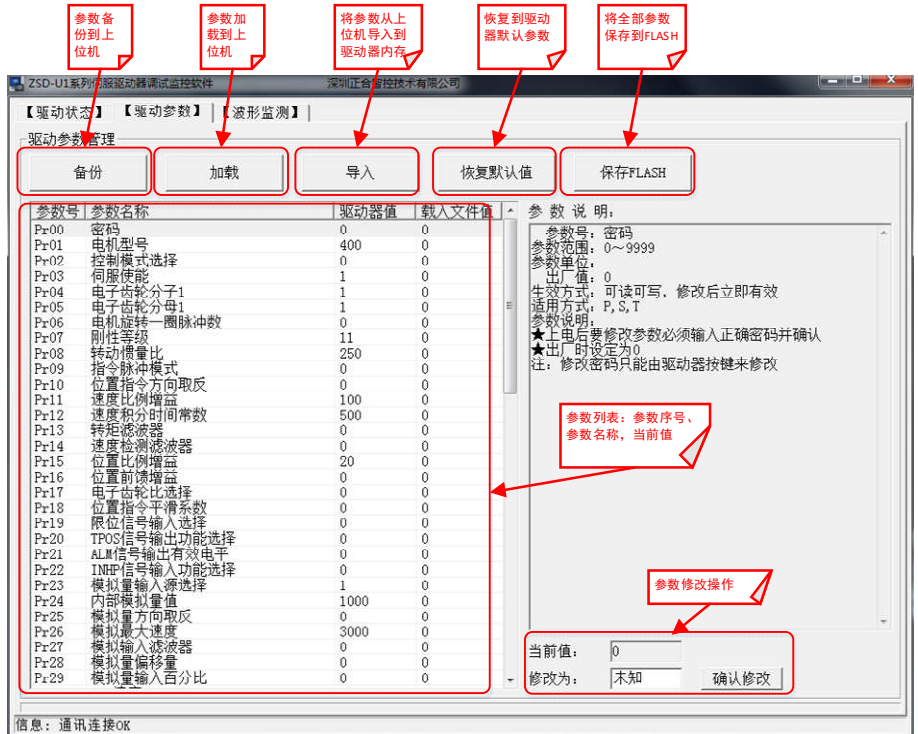 参数备
份到上
位机
参数加
载到上
位机
将参数从上
位机导入到
驱动器内存
恢复到驱动
器默认参数
将全部参数
保存到FLASH
ZSD-U1系列伺服驱动器调试监控软件 深圳正合智控技术有限公司
【驱动状态】 【驱动参数】 【波形监测】
驱动参数管理
备份 加载 导入 恢复默认值 保存FLASH
参数号 参数名称 驱动器值 载入文件值
Pr00 密码 0 0
Pr01 电机型号 400 0
Pr02 控制模式选择 0 0
Pr03 伺服使能 1 0
Pr04 电子齿轮分子1 1 0
Pr05 电子齿轮分母1 1 0
Pr06 电机旋转一圈脉冲数 0 0
Pr07 刚性等级 11 0
Pr08 转动惯量比 250 0
Pr09 指令脉冲模式 0 0
Pr10 位置指令方向取反 0 0
Pr11 速度比例增益 100 0
Pr12 速度积分时间常数 500 0
Pr13 转矩滤波器 0 0
Pr14 速度检测滤波器 0 0
Pr15 位置比例增益 20 0
Pr16 位置前馈增益 0 0
Pr17 电子齿轮比选择 0 0
Pr18 位置指令平滑系数 0 0
Pr19 限位信号输入选择 0 0
Pr20 TPOS信号输出功能选择 0 0
Pr21 ALM信号输出有效电平 0 0
Pr22 INHP信号输入功能选择 0 0
Pr23 模拟量输入源选择 1 0
Pr24 内部模拟量值 1000 0
Pr25 模拟量方向取反 0 0
Pr26 模拟最大速度 3000 0
Pr27 模拟输入滤波器 0 0
Pr28 模拟量偏移量 0 0
Pr29 模拟量输入百分比 0 0
参 数 说 明：
参数号：密码
参数范围：0～9999
参数单位：
出厂值：0
生效方式：可读可写，修改后立即有效
适用方式：P,S,T
参数说明：
★上电后要修改参数必须输入正确密码并确认
★出厂时设定为0
注：修改密码只能由驱动器按键来修改
参数列表：参数序号、
参数名称，当前值
参数修改操作
当前值： 0
修改为： 未知 确认修改
信息：通讯连接OK